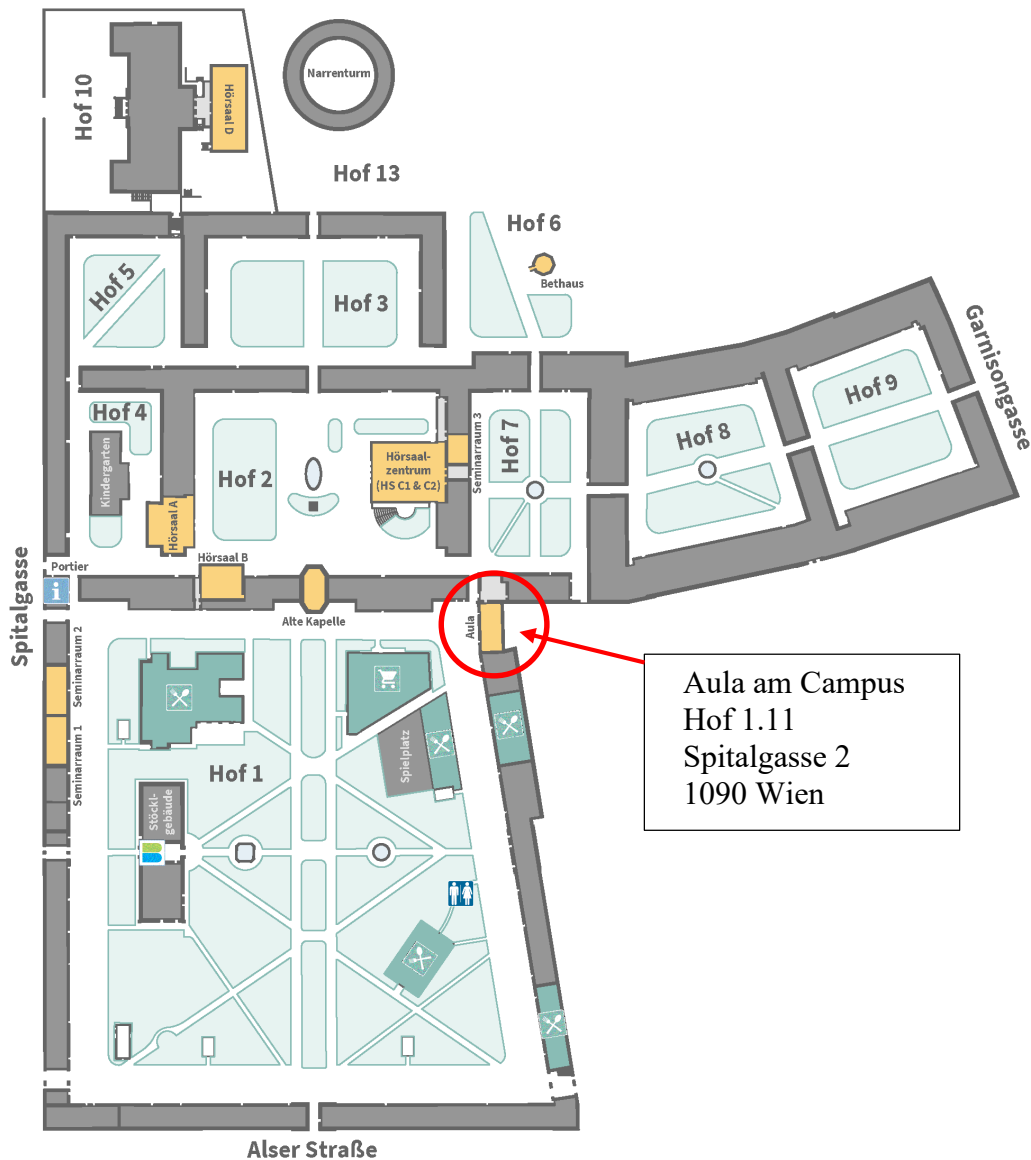 Hof 10
Hörsaal D
Narrenturm
Hof 13
Hof 6
Bethaus
Hof 5
Hof 3
Garnisongasse
Hof 4
Kindergarten
Hörsaal A
Hof 2
Hörsaal-
zentrum
(HS C1 & C2)
Seminarraum 3
Hof 7
Hof 8
Hof 9
Spitalgasse
Portier
i
Hörsaal B
Alte Kapelle
Aula
Aula am Campus
Hof 1.11
Spitalgasse 2
1090 Wien
Seminarraum 2
Seminarraum 1
Hof 1
Spielplatz
Stöckl-
gebäude
Alser Straße